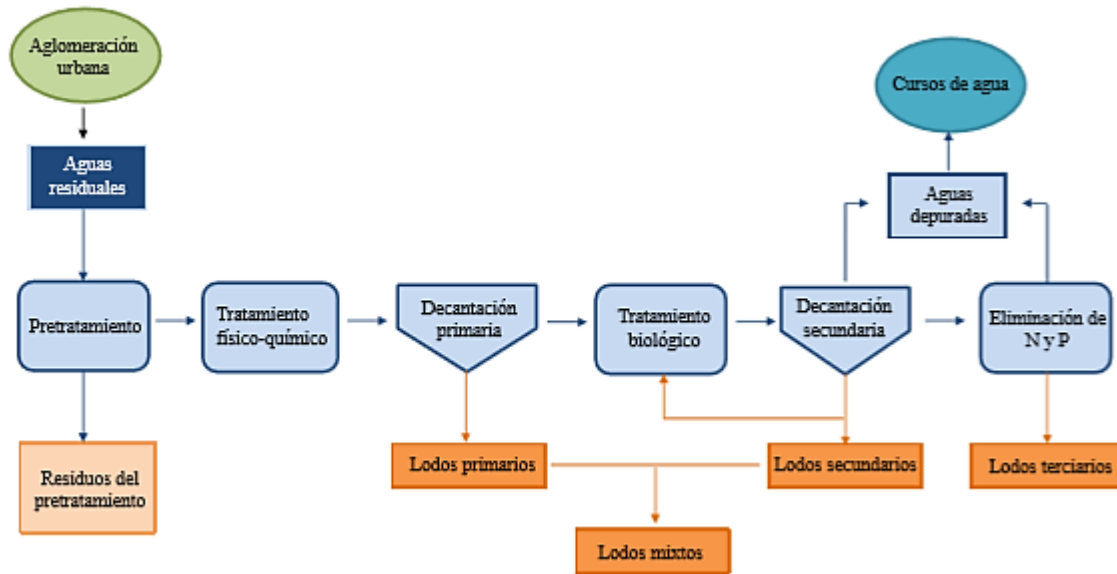 Aglomeración
urbana
Cursos de agua
Aguas
residuales
Aguas
depuradas
Pretratamiento
Tratamiento
físico-químico
Decantación
primaria
Tratamiento
biológico
Decantación
secundaria
Eliminación de
N y P
Residuos del
pretratamiento
Lodos primarios
Lodos secundarios
Lodos terciarios
Lodos mixtos